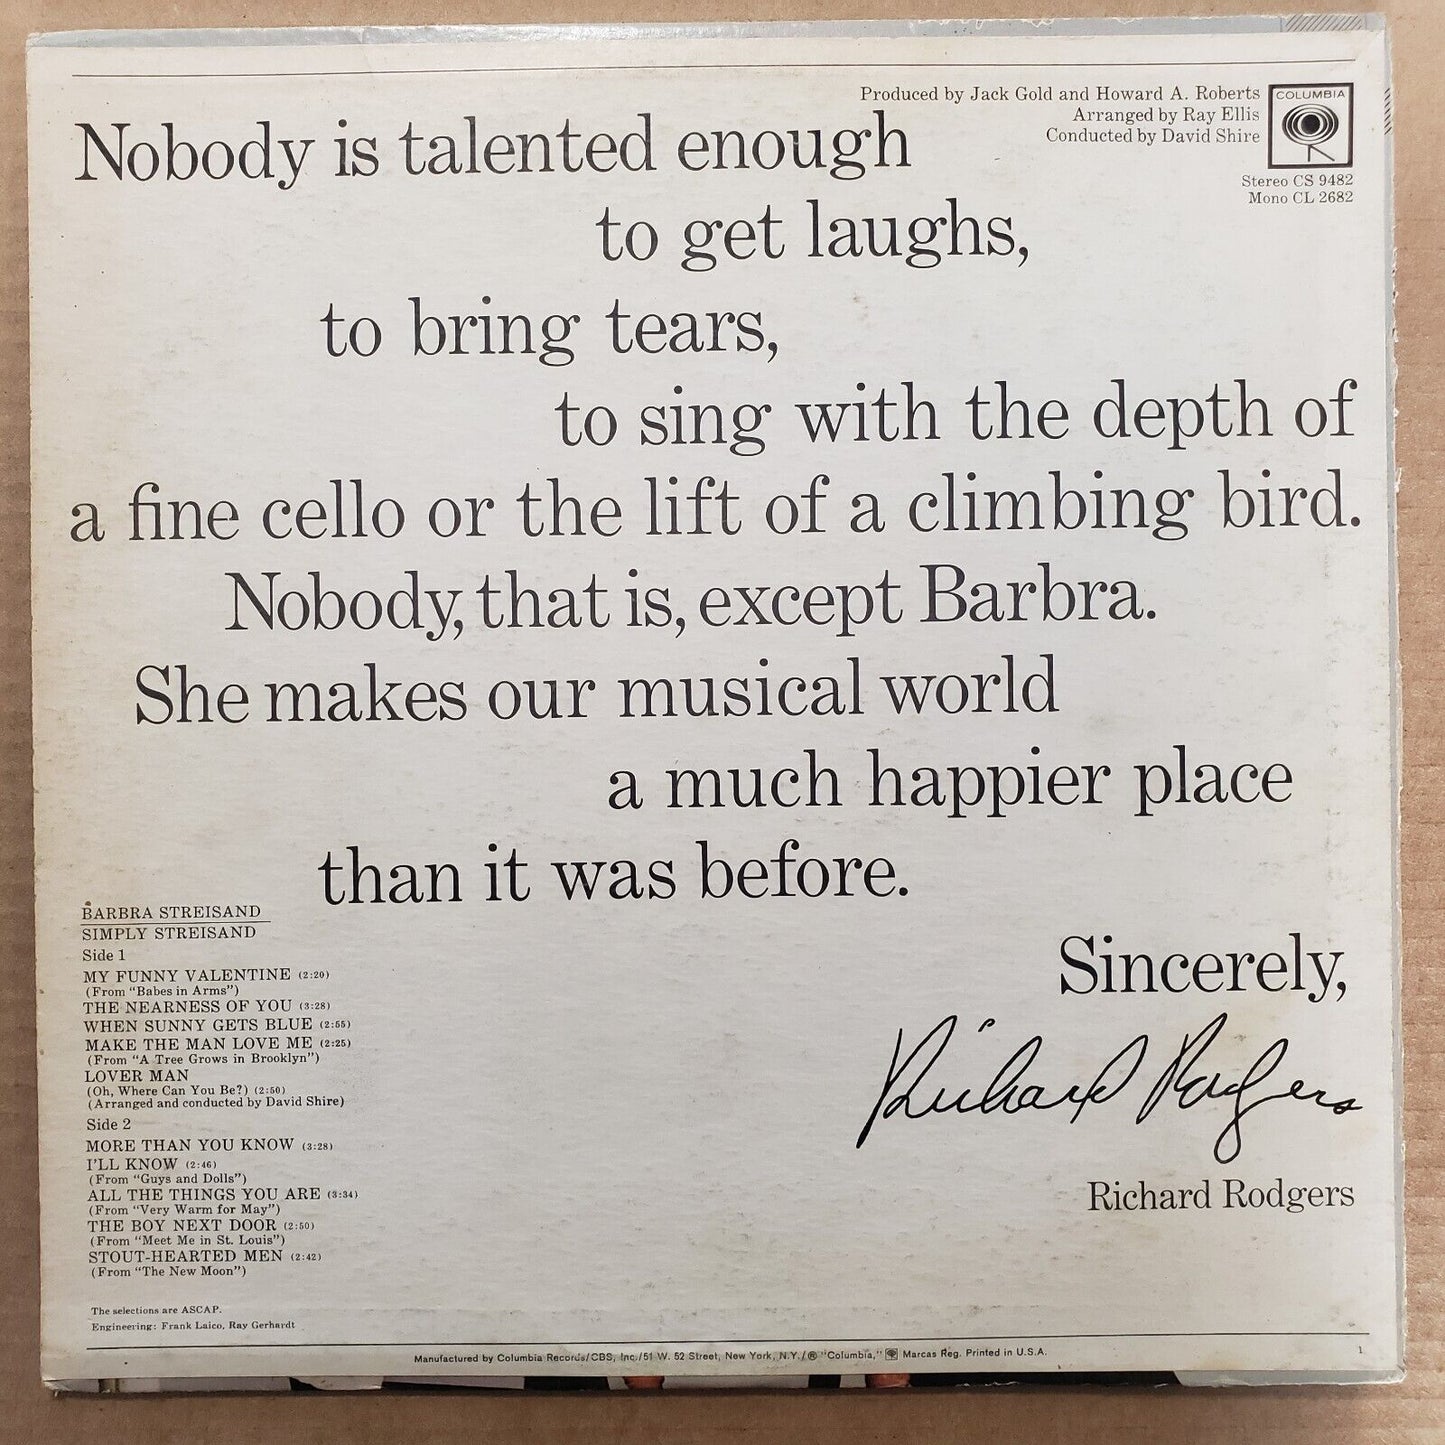 Produced by Jack Gold and Howard A. Roberts
Arranged by Ray Ellis
Conducted by David Shire
COLUMBIA
Stereo CS 9482
Mono CL 2682
Nobody is talented enough
to get laughs,
to bring tears,
to sing with the depth of
a fine cello or the lift of a climbing bird.
Nobody, that is, except Barbra.
She makes our musical world
a much happier place
than it was before.
Sincerely,
Richard Rodgers
Richard Rodgers
BARBRA STREISAND
SIMPLY STREISAND
Side 1
MY FUNNY VALENTINE (2:20)
(From "Babes in Arms")
THE NEARNESS OF YOU (3:28)
WHEN SUNNY GETS BLUE (2:55)
MAKE THE MAN LOVE ME (2:25)
(From "A Tree Grows in Brooklyn")
LOVER MAN
(Oh, Where Can You Be?) (2:50)
(Arranged and conducted by David Shire)
Side 2
MORE THAN YOU KNOW (3:28)
I'LL KNOW (2:46)
(From "Guys and Dolls")
ALL THE THINGS YOU ARE (3:34)
(From "Very Warm for May")
THE BOY NEXT DOOR (2:50)
(From "Meet Me in St. Louis")
STOUT-HEARTED MEN (2:42)
(From "The New Moon")
The selections are ASCAP.
Engineering: Frank Laico, Ray Gerhardt
Manufactured by Columbia Records/CBS, Inc./51 W. 52 Street, New York, N.Y./® "Columbia," Marcas Reg. Printed in U.S.A.
1